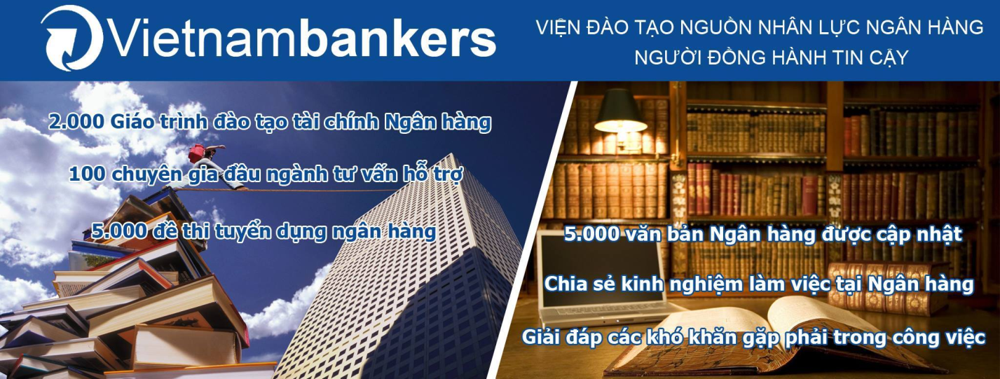 Vietnambankers
VIỆN ĐÀO TẠO NGUỒN NHÂN LỰC NGÂN HÀNG
NGƯỜI ĐỒNG HÀNH TIN CẬY
2.000 Giáo trình đào tạo tài chính Ngân hàng
100 chuyên gia đầu ngành tư vấn hỗ trợ
5.000 đề thi tuyển dụng ngân hàng
5.000 văn bản Ngân hàng được cập nhật
Chia sẻ kinh nghiệm làm việc tại Ngân hàng
Giải đáp các khó khăn gặp phải trong công việc